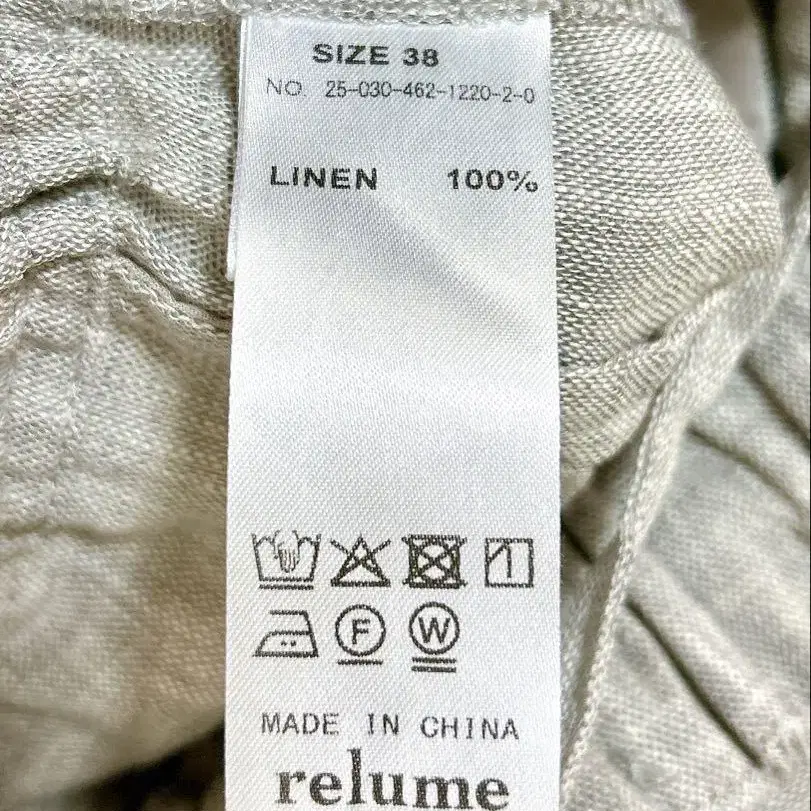 SIZE 38
NO. 25-030-462-1220-2-0
LINEN 100%
F W
MADE IN CHINA
relume